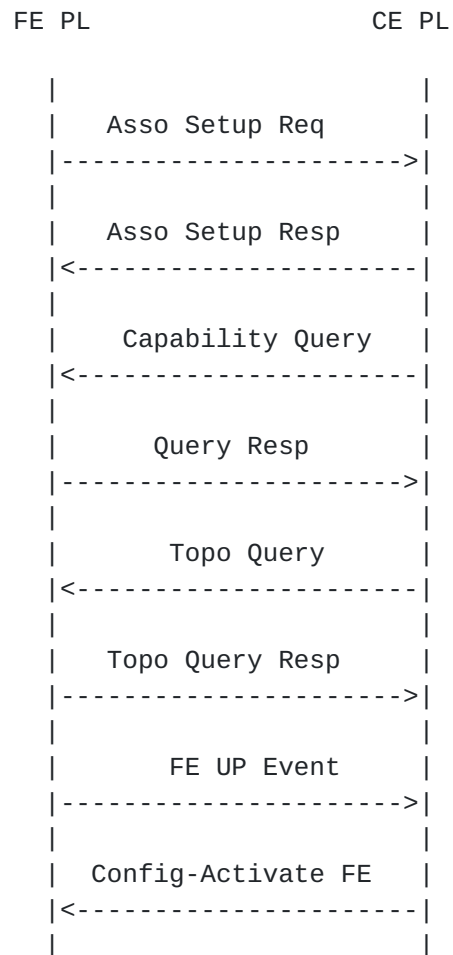 FE PL                  CE PL

  |                       |
  |   Asso Setup Req      |
  |---------------------->|
  |                       |
  |   Asso Setup Resp     |
  |<----------------------|
  |                       |
  |    Capability Query   |
  |<----------------------|
  |                       |
  |      Query Resp       |
  |---------------------->|
  |                       |
  |       Topo Query      |
  |<----------------------|
  |                       |
  |   Topo Query Resp     |
  |---------------------->|
  |                       |
  |       FE UP Event     |
  |---------------------->|
  |                       |
  |  Config-Activate FE   |
  |<----------------------|
  |                       |